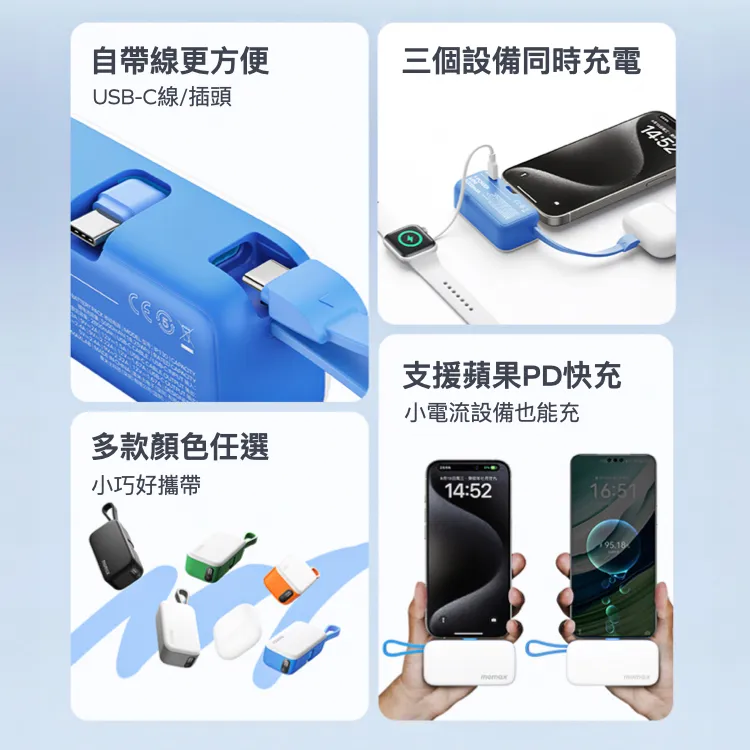 自帶線更方便
USB-C線/插頭
三個設備同時充電
14:52
支援蘋果PD快充
小電流設備也能充
14:52
16:51
95.18
momax
momax
多款顏色任選
小巧好攜帶